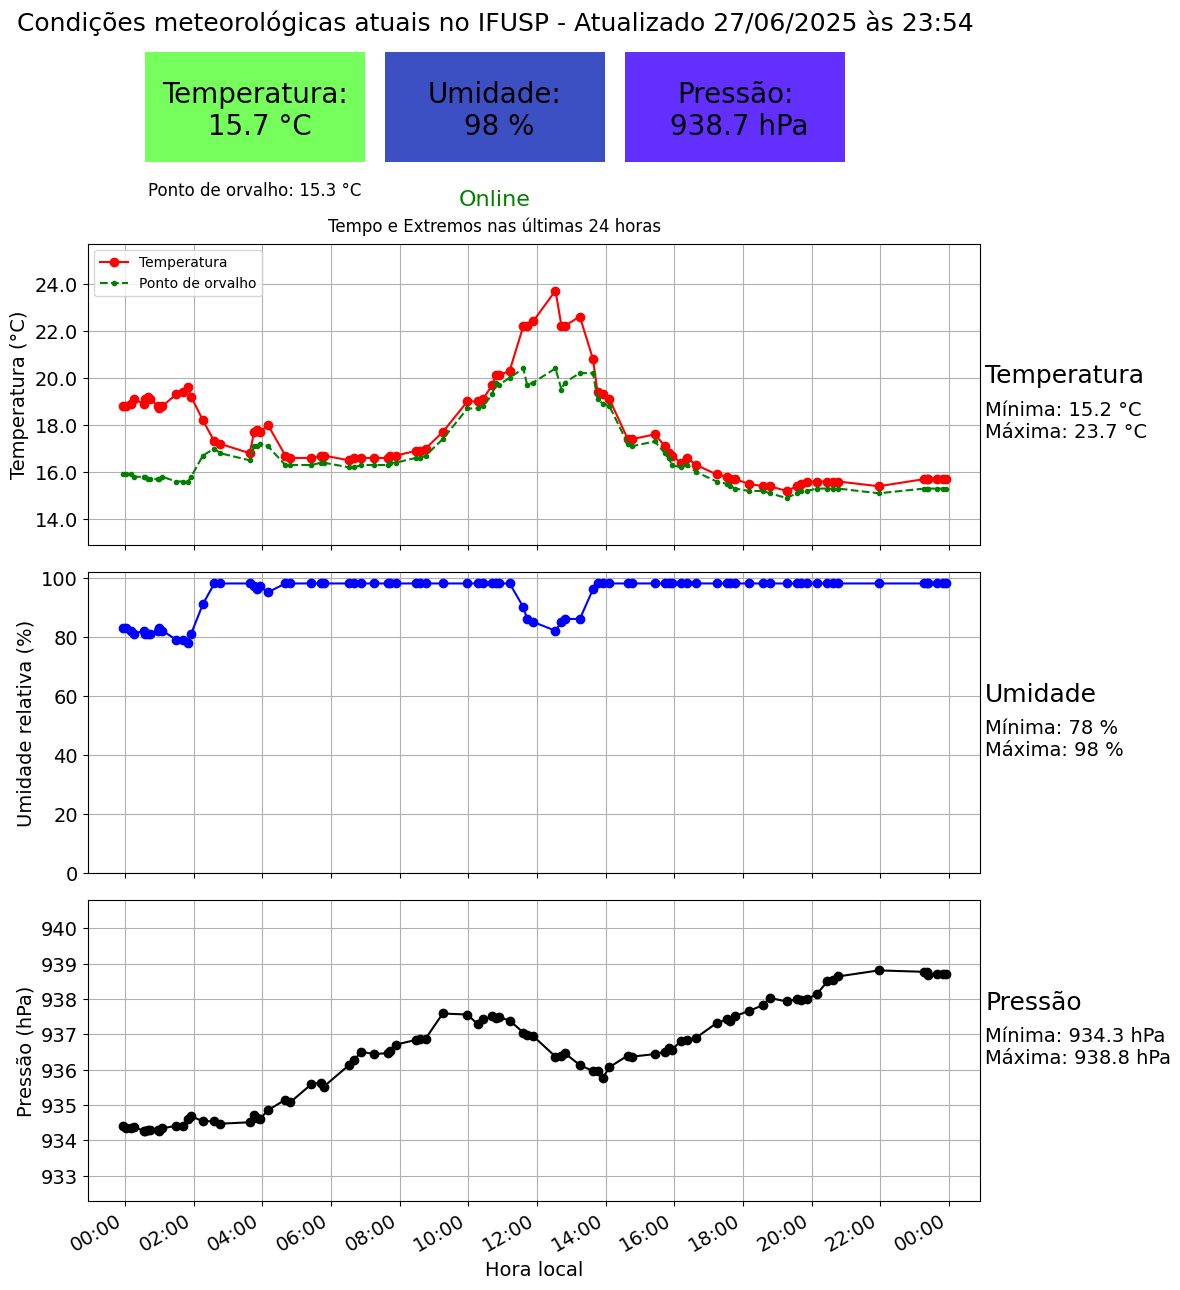 Condições meteorológicas atuais no IFUSP - Atualizado 27/06/2025 às 23:54
Temperatura:
15.7 °C
Umidade:
98 %
Pressão:
938.7 hPa
Ponto de orvalho: 15.3 °C
Online
Tempo e Extremos nas últimas 24 horas
Temperatura
Ponto de orvalho
Temperatura (°C)
24.0
22.0
20.0
18.0
16.0
14.0
Temperatura
Mínima: 15.2 °C
Máxima: 23.7 °C
Umidade relativa (%)
100
80
60
40
20
0
Umidade
Mínima: 78 %
Máxima: 98 %
Pressão (hPa)
940
939
938
937
936
935
934
933
Pressão
Mínima: 934.3 hPa
Máxima: 938.8 hPa
00:00
02:00
04:00
06:00
08:00
10:00
12:00
14:00
16:00
18:00
20:00
22:00
00:00
Hora local